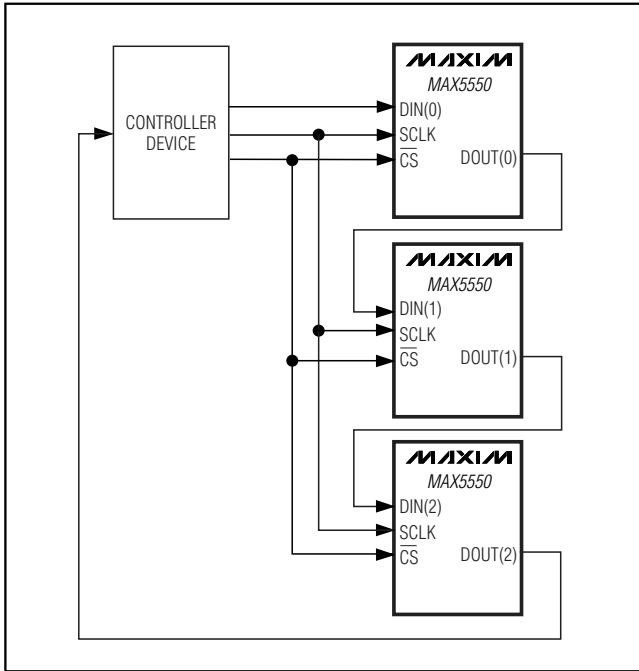 CONTROLLER
DEVICE
MAXIM
MAX5550
DIN(0)
SCLK
CS
DOUT(0)
MAXIM
MAX5550
DIN(1)
SCLK
CS
DOUT(1)
MAXIM
MAX5550
DIN(2)
SCLK
CS
DOUT(2)